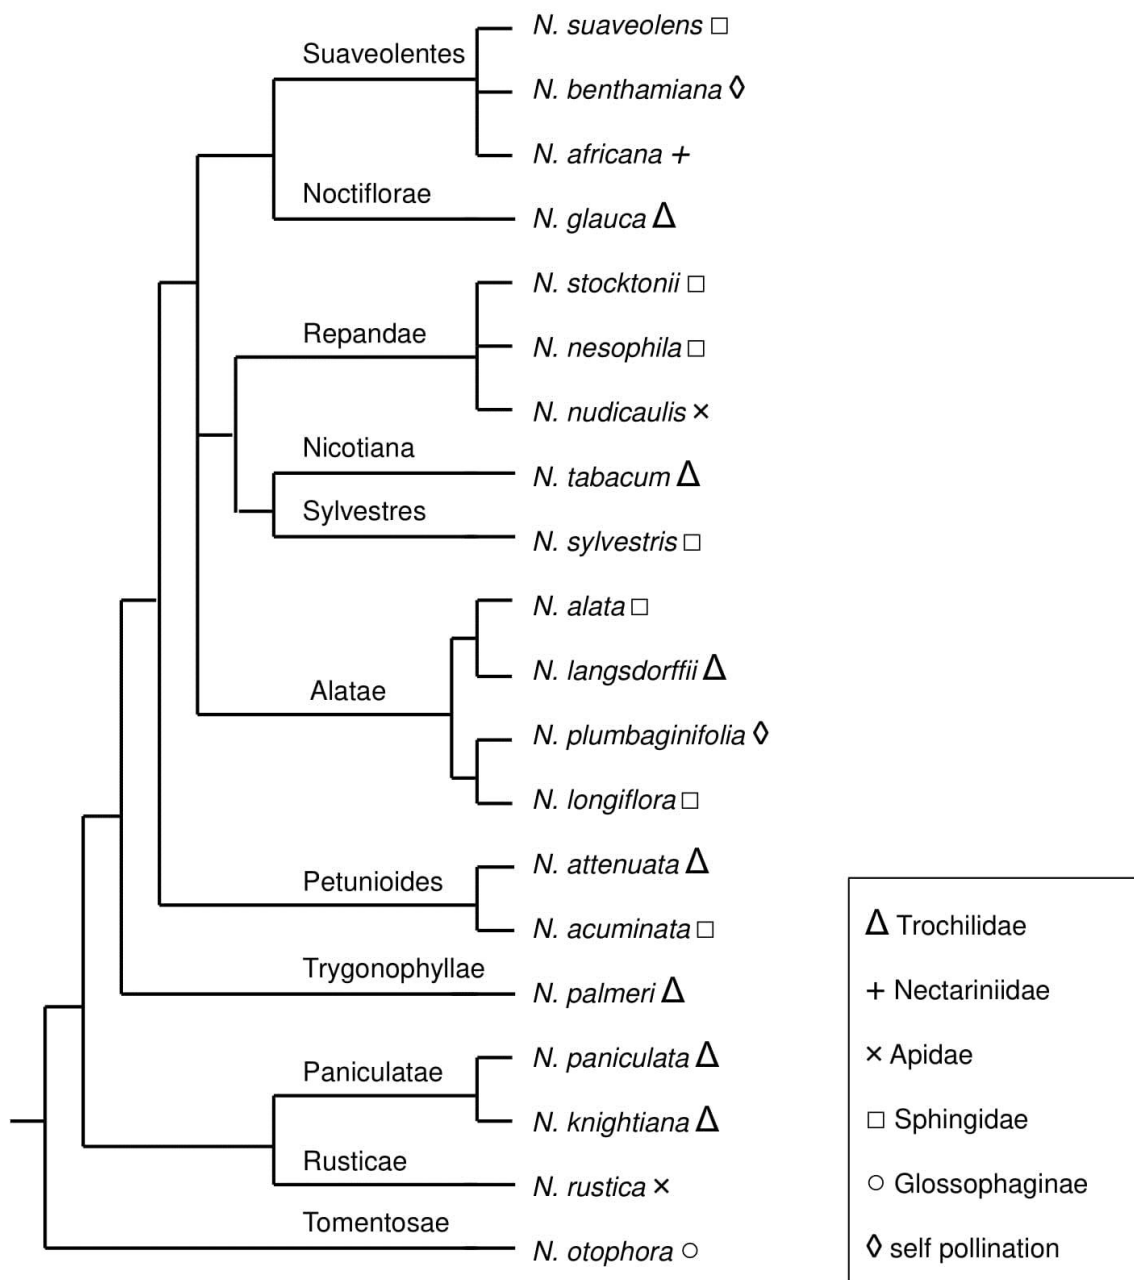 N. suaveolens □
Suaveolentes
N. benthamiana ◊
N. africana +
Noctiflorae
N. glauca Δ
N. stocktonii □
Repandae
N. nesophila □
N. nudicaulis ×
Nicotiana
N. tabacum Δ
Sylvestres
N. sylvestris □
N. alata □
N. langsdorffii Δ
Alatae
N. plumbaginifolia ◊
N. longiflora □
N. attenuata Δ
Petunioides
N. acuminata □
Trygonophyllae
N. palmeri Δ
N. paniculata Δ
Paniculatae
N. knightiana Δ
Rusticae
N. rustica ×
Tomentosae
N. otophora ○
Δ Trochilidae
+ Nectariniidae
× Apidae
□ Sphingidae
○ Glossophaginae
◊ self pollination